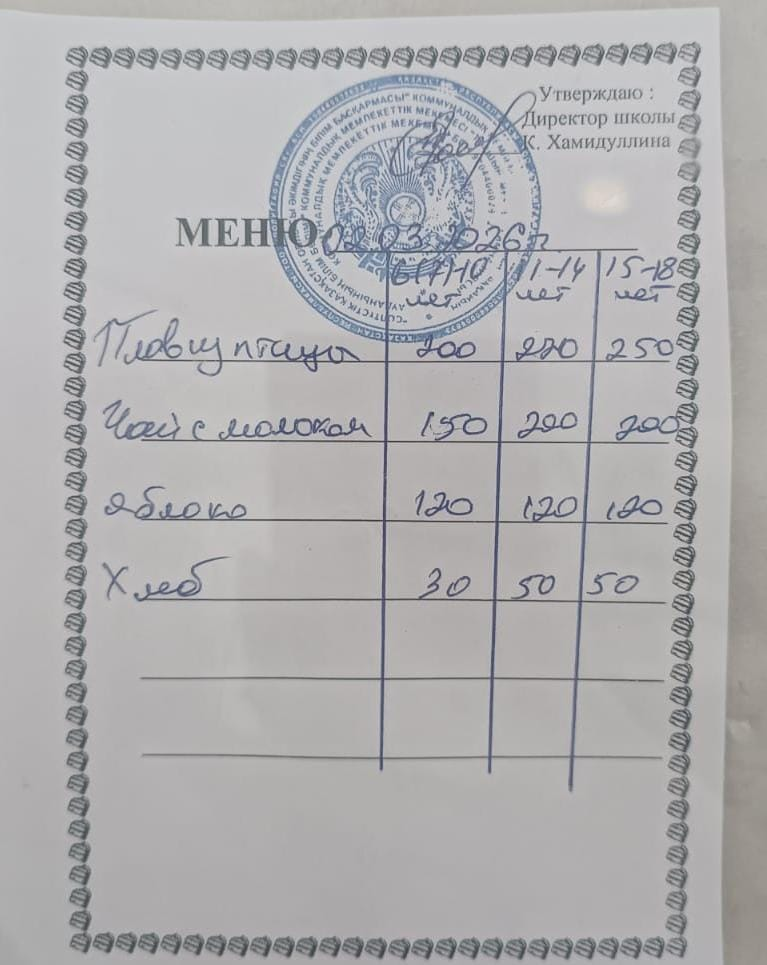 Утверждаю :
Директор школы
К. Хамидуллина
МЕНЮ 02.03.2026г
6(7)-10 лет 11-14 лет 15-18 лет
Плов из птицы 200 220 250
Чай с молоком 150 200 200
Яблоко 120 120 120
Хлеб 30 50 50